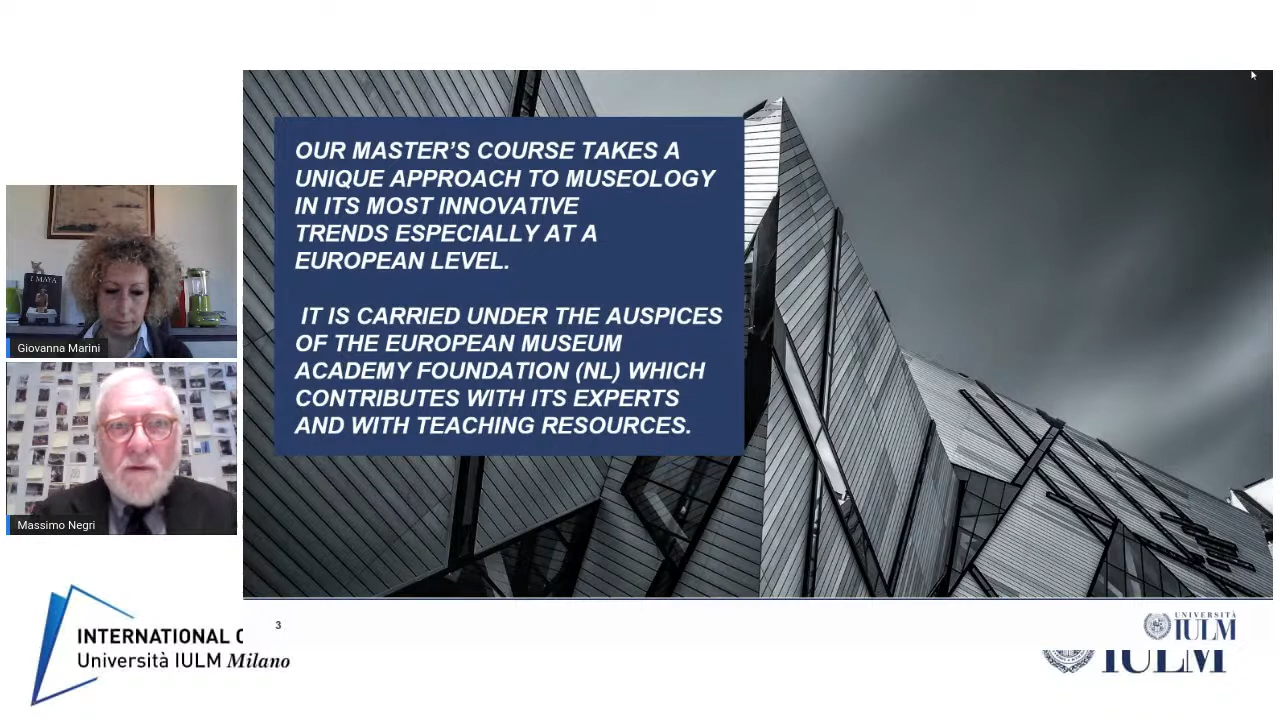 OUR MASTER'S COURSE TAKES A
UNIQUE APPROACH TO MUSEOLOGY
IN ITS MOST INNOVATIVE
TRENDS ESPECIALLY AT A
EUROPEAN LEVEL.
IT IS CARRIED UNDER THE AUSPICES
OF THE EUROPEAN MUSEUM
ACADEMY FOUNDATION (NL) WHICH
CONTRIBUTES WITH ITS EXPERTS
AND WITH TEACHING RESOURCES.
I MAYA
Giovanna Marini
Massimo Negri
3
INTERNATIONAL
Università IULM Milano
UNIVERSITÀ
IULM
IULM